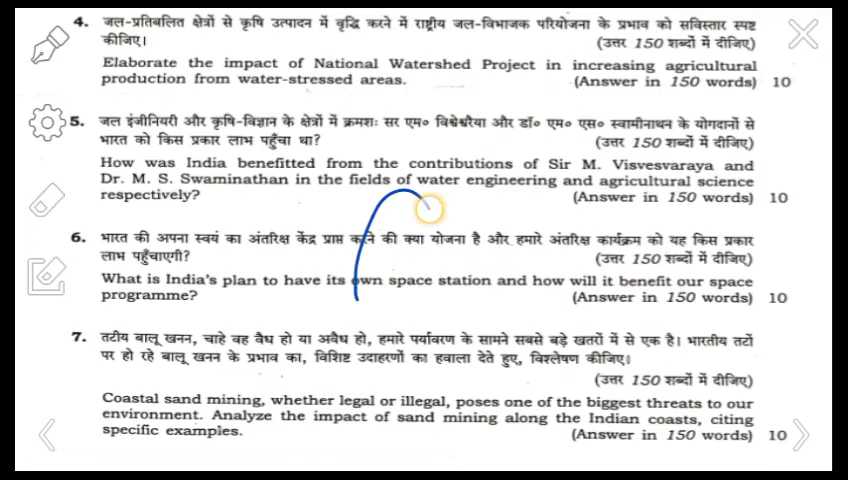 4. जल-प्रतिबलित क्षेत्रों से कृषि उत्पादन में वृद्धि करने में राष्ट्रीय जल-विभाजक परियोजना के प्रभाव को सविस्तार स्पष्ट
कीजिए। (उत्तर 150 शब्दों में दीजिए)
Elaborate the impact of National Watershed Project in increasing agricultural
production from water-stressed areas. (Answer in 150 words) 10
5. जल इंजीनियरी और कृषि-विज्ञान के क्षेत्रों में क्रमशः सर एम० विश्वेश्वरैया और डॉ० एम० एस० स्वामीनाथन के योगदानों से
भारत को किस प्रकार लाभ पहुँचा था? (उत्तर 150 शब्दों में दीजिए)
How was India benefitted from the contributions of Sir M. Visvesvaraya and
Dr. M. S. Swaminathan in the fields of water engineering and agricultural science
respectively? (Answer in 150 words) 10
6. भारत की अपना स्वयं का अंतरिक्ष केंद्र प्राप्त करने की क्या योजना है और हमारे अंतरिक्ष कार्यक्रम को यह किस प्रकार
लाभ पहुँचाएगी? (उत्तर 150 शब्दों में दीजिए)
What is India's plan to have its own space station and how will it benefit our space
programme? (Answer in 150 words) 10
7. तटीय बालू खनन, चाहे वह वैध हो या अवैध हो, हमारे पर्यावरण के सामने सबसे बड़े खतरों में से एक है। भारतीय तटों
पर हो रहे बालू खनन के प्रभाव का, विशिष्ट उदाहरणों का हवाला देते हुए, विश्लेषण कीजिए।
(उत्तर 150 शब्दों में दीजिए)
Coastal sand mining, whether legal or illegal, poses one of the biggest threats to our
environment. Analyze the impact of sand mining along the Indian coasts, citing
specific examples. (Answer in 150 words) 10